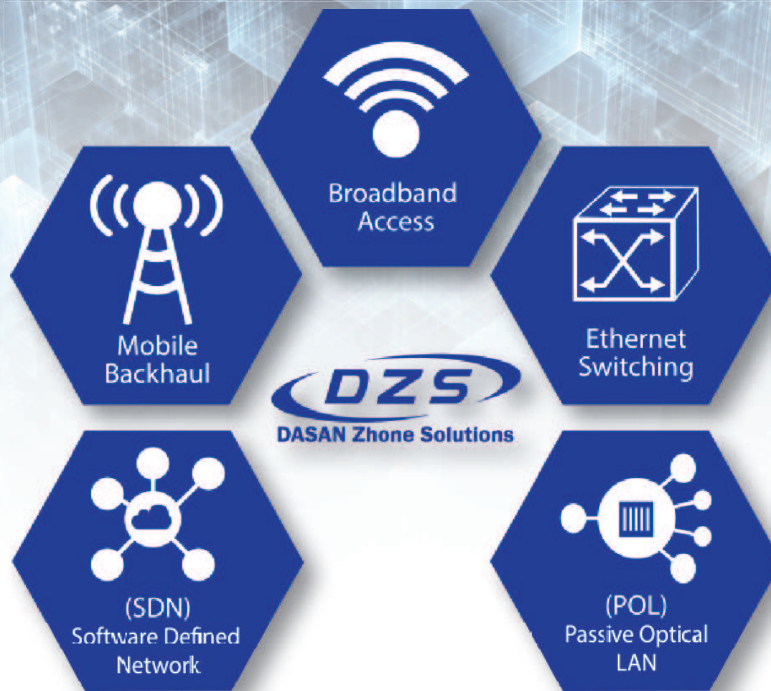 Broadband
Access
Mobile
Backhaul
Ethernet
Switching
DZS
DASAN Zhone Solutions
(SDN)
Software Defined
Network
(POL)
Passive Optical
LAN